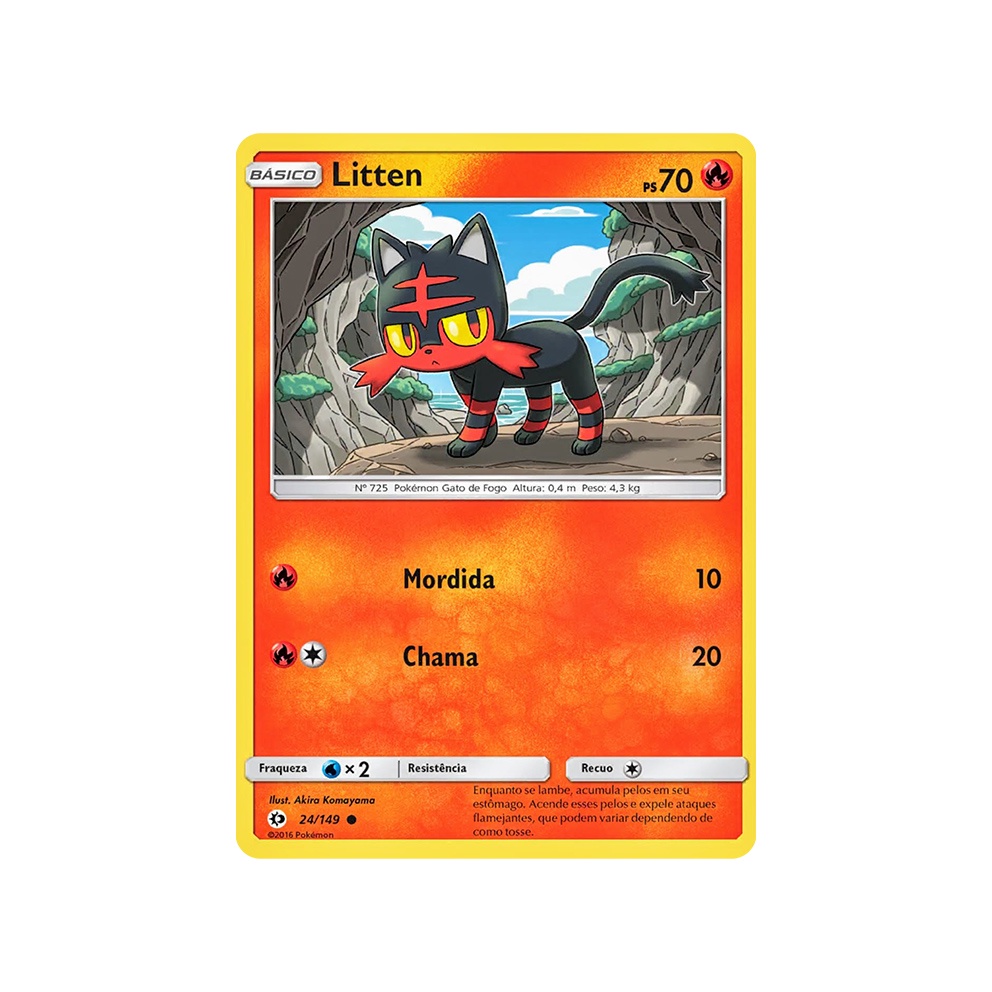 BÁSICO Litten PS70
Nº 725 Pokémon Gato de Fogo Altura: 0,4 m Peso: 4,3 kg
Mordida 10
Chama 20
Fraqueza ×2 Resistência Recuo
Ilust. Akira Komayama
24/149
©2016 Pokémon
Enquanto se lambe, acumula pelos em seu
estômago. Acende esses pelos e expele ataques
flamejantes, que podem variar dependendo de
como tosse.